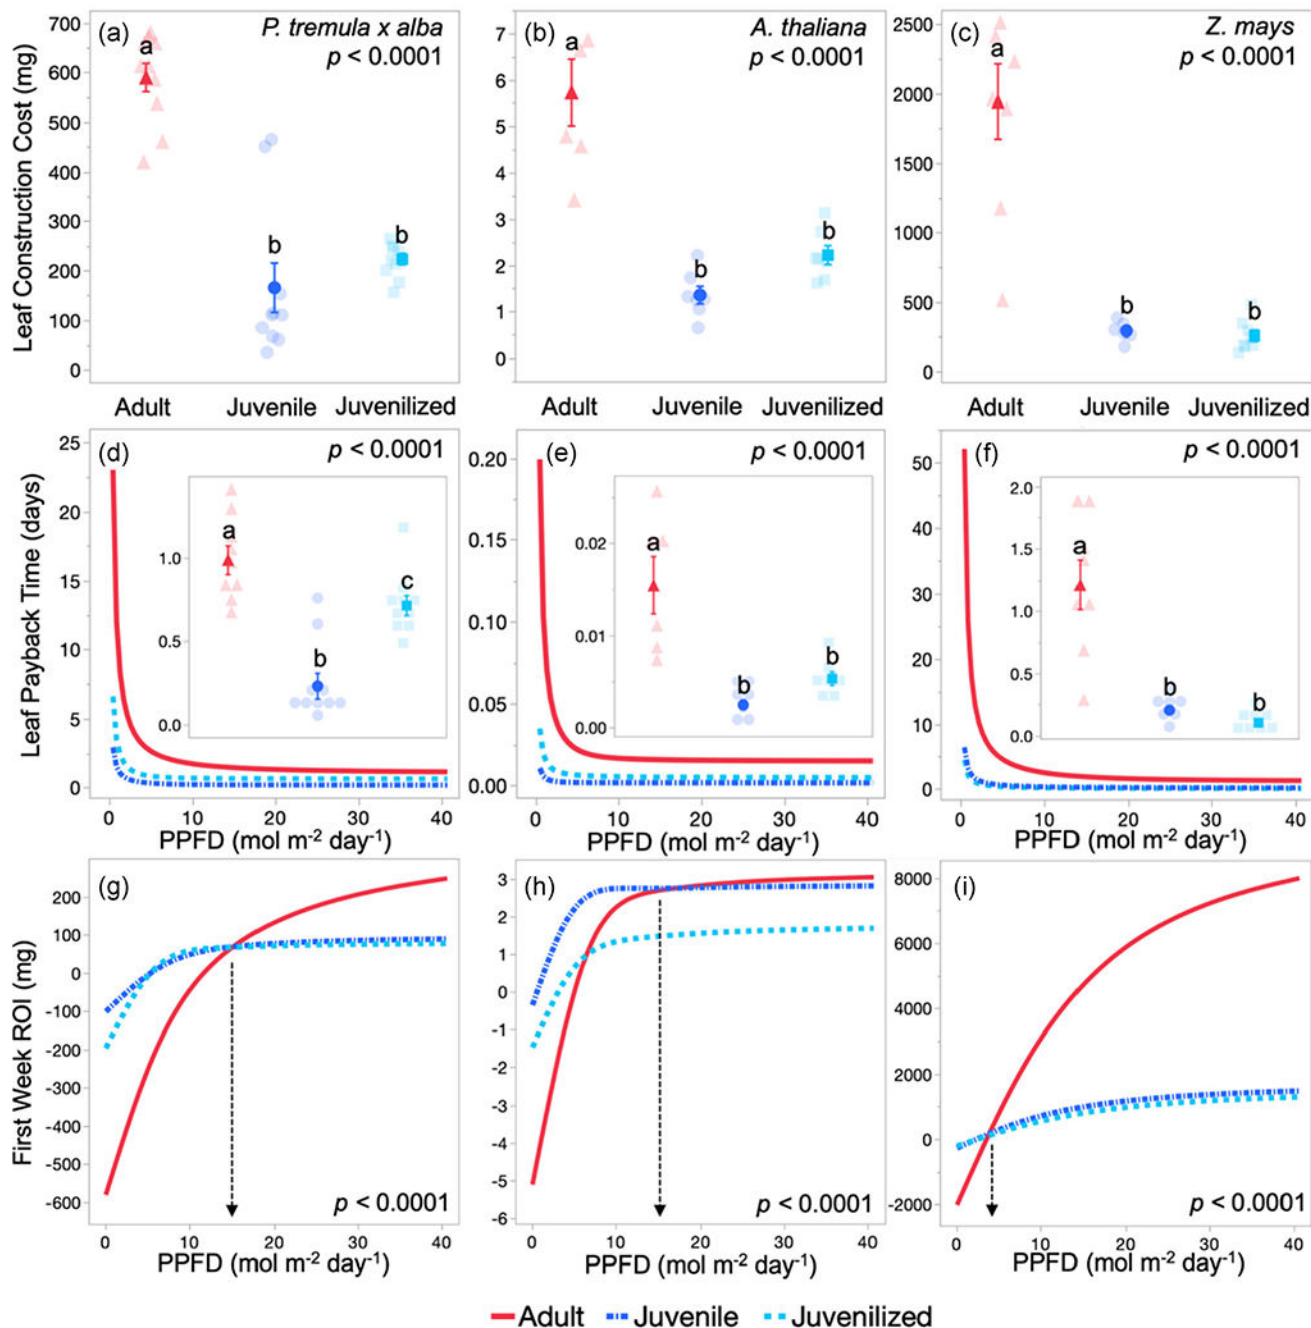 (a)
P. tremula x alba
p < 0.0001
Leaf Construction Cost (mg)
700
600
500
400
300
200
100
0
a
b
b
(b)
A. thaliana
p < 0.0001
7
6
5
4
3
2
1
0
a
b
b
(c)
Z. mays
p < 0.0001
2500
2000
1500
1000
500
0
a
b
b
Adult Juvenile Juvenilized
Adult Juvenile Juvenilized
Adult Juvenile Juvenilized
(d)
p < 0.0001
Leaf Payback Time (days)
25
22
20
17
15
12
10
7
5
2
0
1.0
0.5
0.0
a
b
c
0 10 20 30 40
PPFD (mol m-2 day-1)
(e)
p < 0.0001
0.20
0.15
0.10
0.05
0.00
0.02
0.01
0.00
a
b
b
0 10 20 30 40
PPFD (mol m-2 day-1)
(f)
p < 0.0001
50
40
30
20
10
0
2.0
1.5
1.0
0.5
0.0
a
b
b
0 10 20 30 40
PPFD (mol m-2 day-1)
(g)
First Week ROI (mg)
200
100
0
-100
-200
-300
-400
-500
-600
p < 0.0001
0 10 20 30 40
PPFD (mol m-2 day-1)
(h)
3
2
1
0
-1
-2
-3
-4
-5
-6
p < 0.0001
0 10 20 30 40
PPFD (mol m-2 day-1)
(i)
8000
6000
4000
2000
0
-2000
p < 0.0001
0 10 20 30 40
PPFD (mol m-2 day-1)
Adult Juvenile Juvenilized